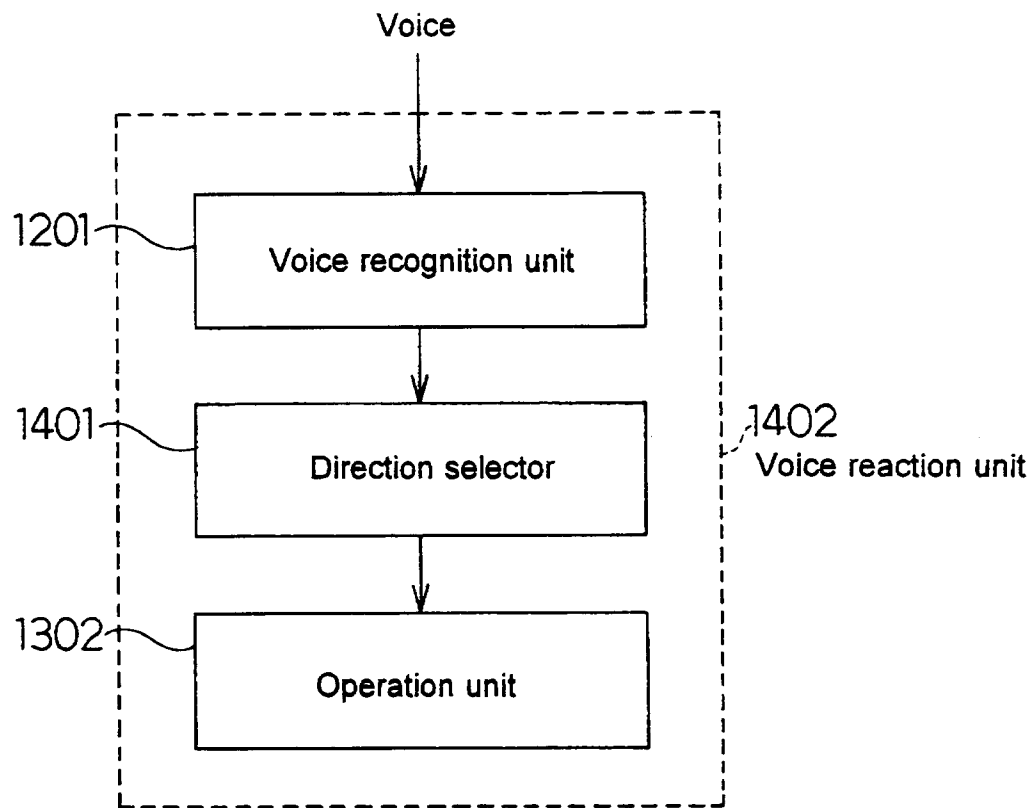 Voice
1201
Voice recognition unit
1401
Direction selector
1402
Voice reaction unit
1302
Operation unit